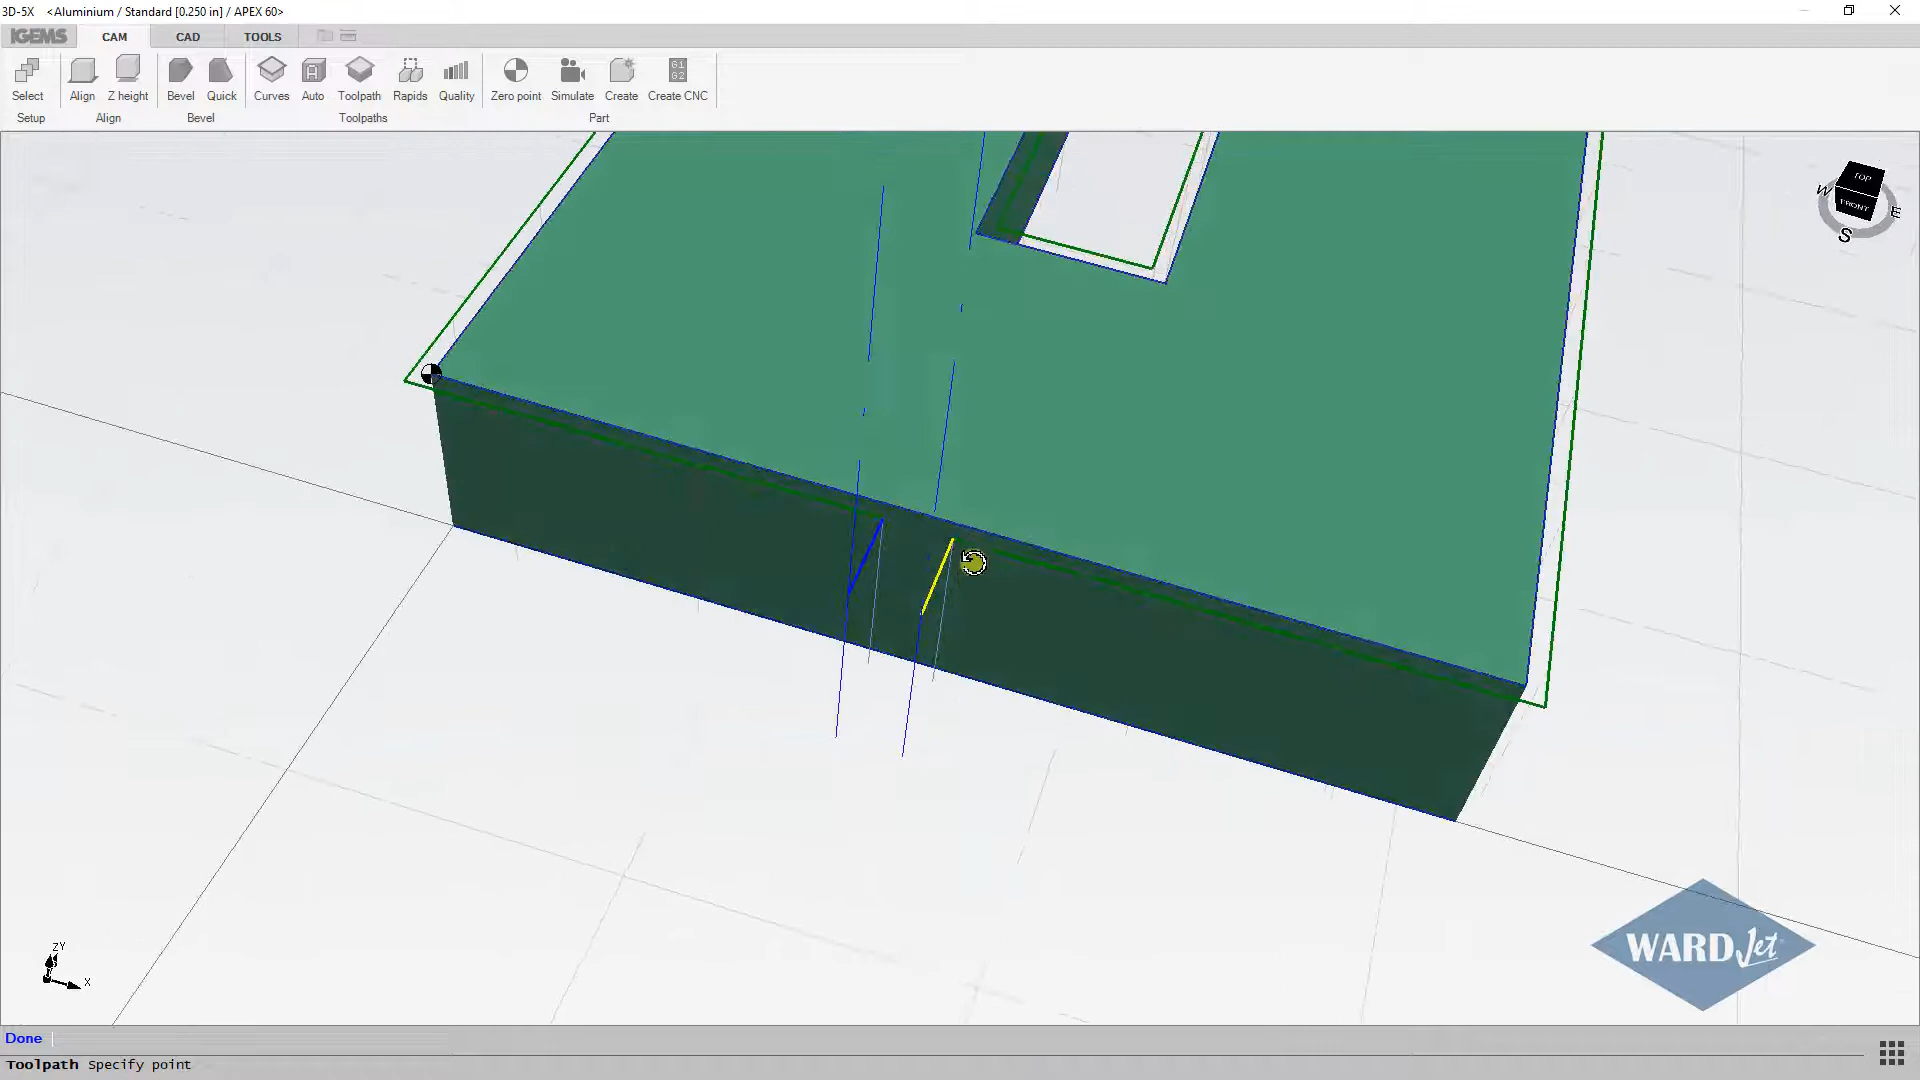 3D-5X <Aluminium / Standard [0.250 in] / APEX 60>
IGEMS CAM CAD TOOLS
Select Align Z height Bevel Quick Curves Auto Toolpath Rapids Quality Zero point Simulate Create G1 G2 Create CNC
Setup Align Bevel Toolpaths Part
TOP
FRONT
W
E
S
ZY
X
WARDJet
Done
Toolpath Specify point